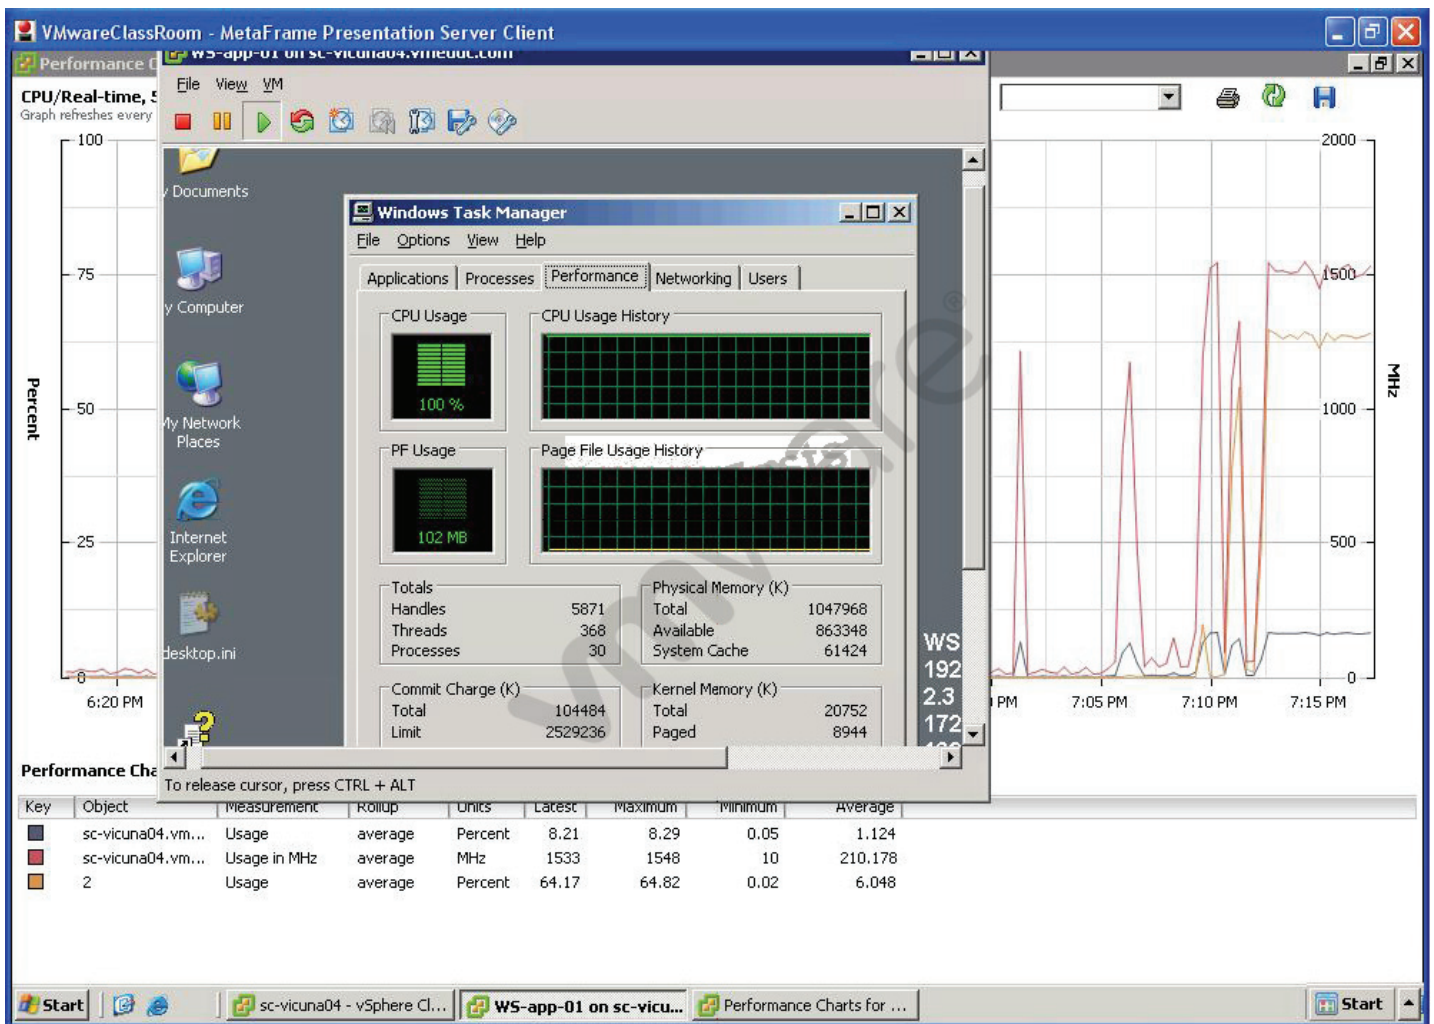 VMwareClassRoom - MetaFrame Presentation Server Client
Performance C
WS-app-01 on sc-vicuna04.vmeduc.com
File View VM
CPU/Real-time, 5
Graph refreshes every
100
75
50
25
0
Percent
2000
1500
1000
500
0
MHz
6:20 PM
PM
7:05 PM
7:10 PM
7:15 PM
y Documents
y Computer
My Network
Places
Internet
Explorer
desktop.ini
Windows Task Manager
File Options View Help
Applications Processes Performance Networking Users
CPU Usage
CPU Usage History
100 %
PF Usage
Page File Usage History
102 MB
Totals
Handles 5871
Threads 368
Processes 30
Physical Memory (K)
Total 1047968
Available 863348
System Cache 61424
Commit Charge (K)
Total 104484
Limit 2529236
Kernel Memory (K)
Total 20752
Paged 8944
WS
192
2.3
172
vmware®
To release cursor, press CTRL + ALT
Performance Cha
Key Object Measurement Rollup Units Latest Maximum Minimum Average
sc-vicuna04.vm... Usage average Percent 8.21 8.29 0.05 1.124
sc-vicuna04.vm... Usage in MHz average MHz 1533 1548 10 210.178
2 Usage average Percent 64.17 64.82 0.02 6.048
Start
sc-vicuna04 - vSphere Cl...
WS-app-01 on sc-vicu...
Performance Charts for ...
Start